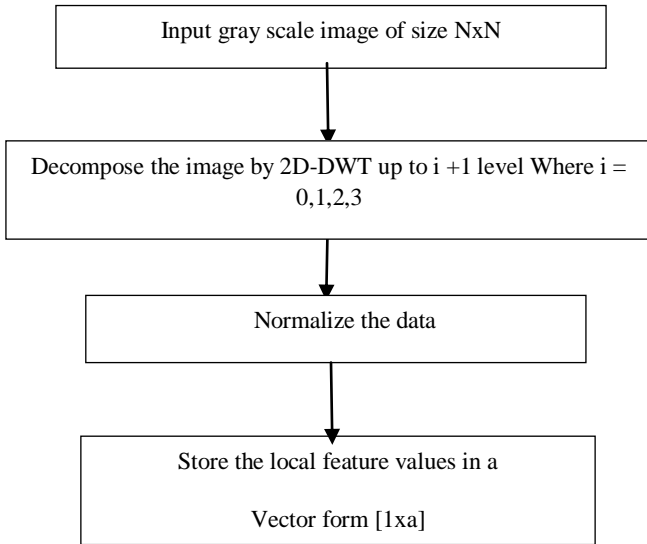 Input gray scale image of size NxN
Decompose the image by 2D-DWT up to i +1 level Where i =
0,1,2,3
Normalize the data
Store the local feature values in a
Vector form [1xa]